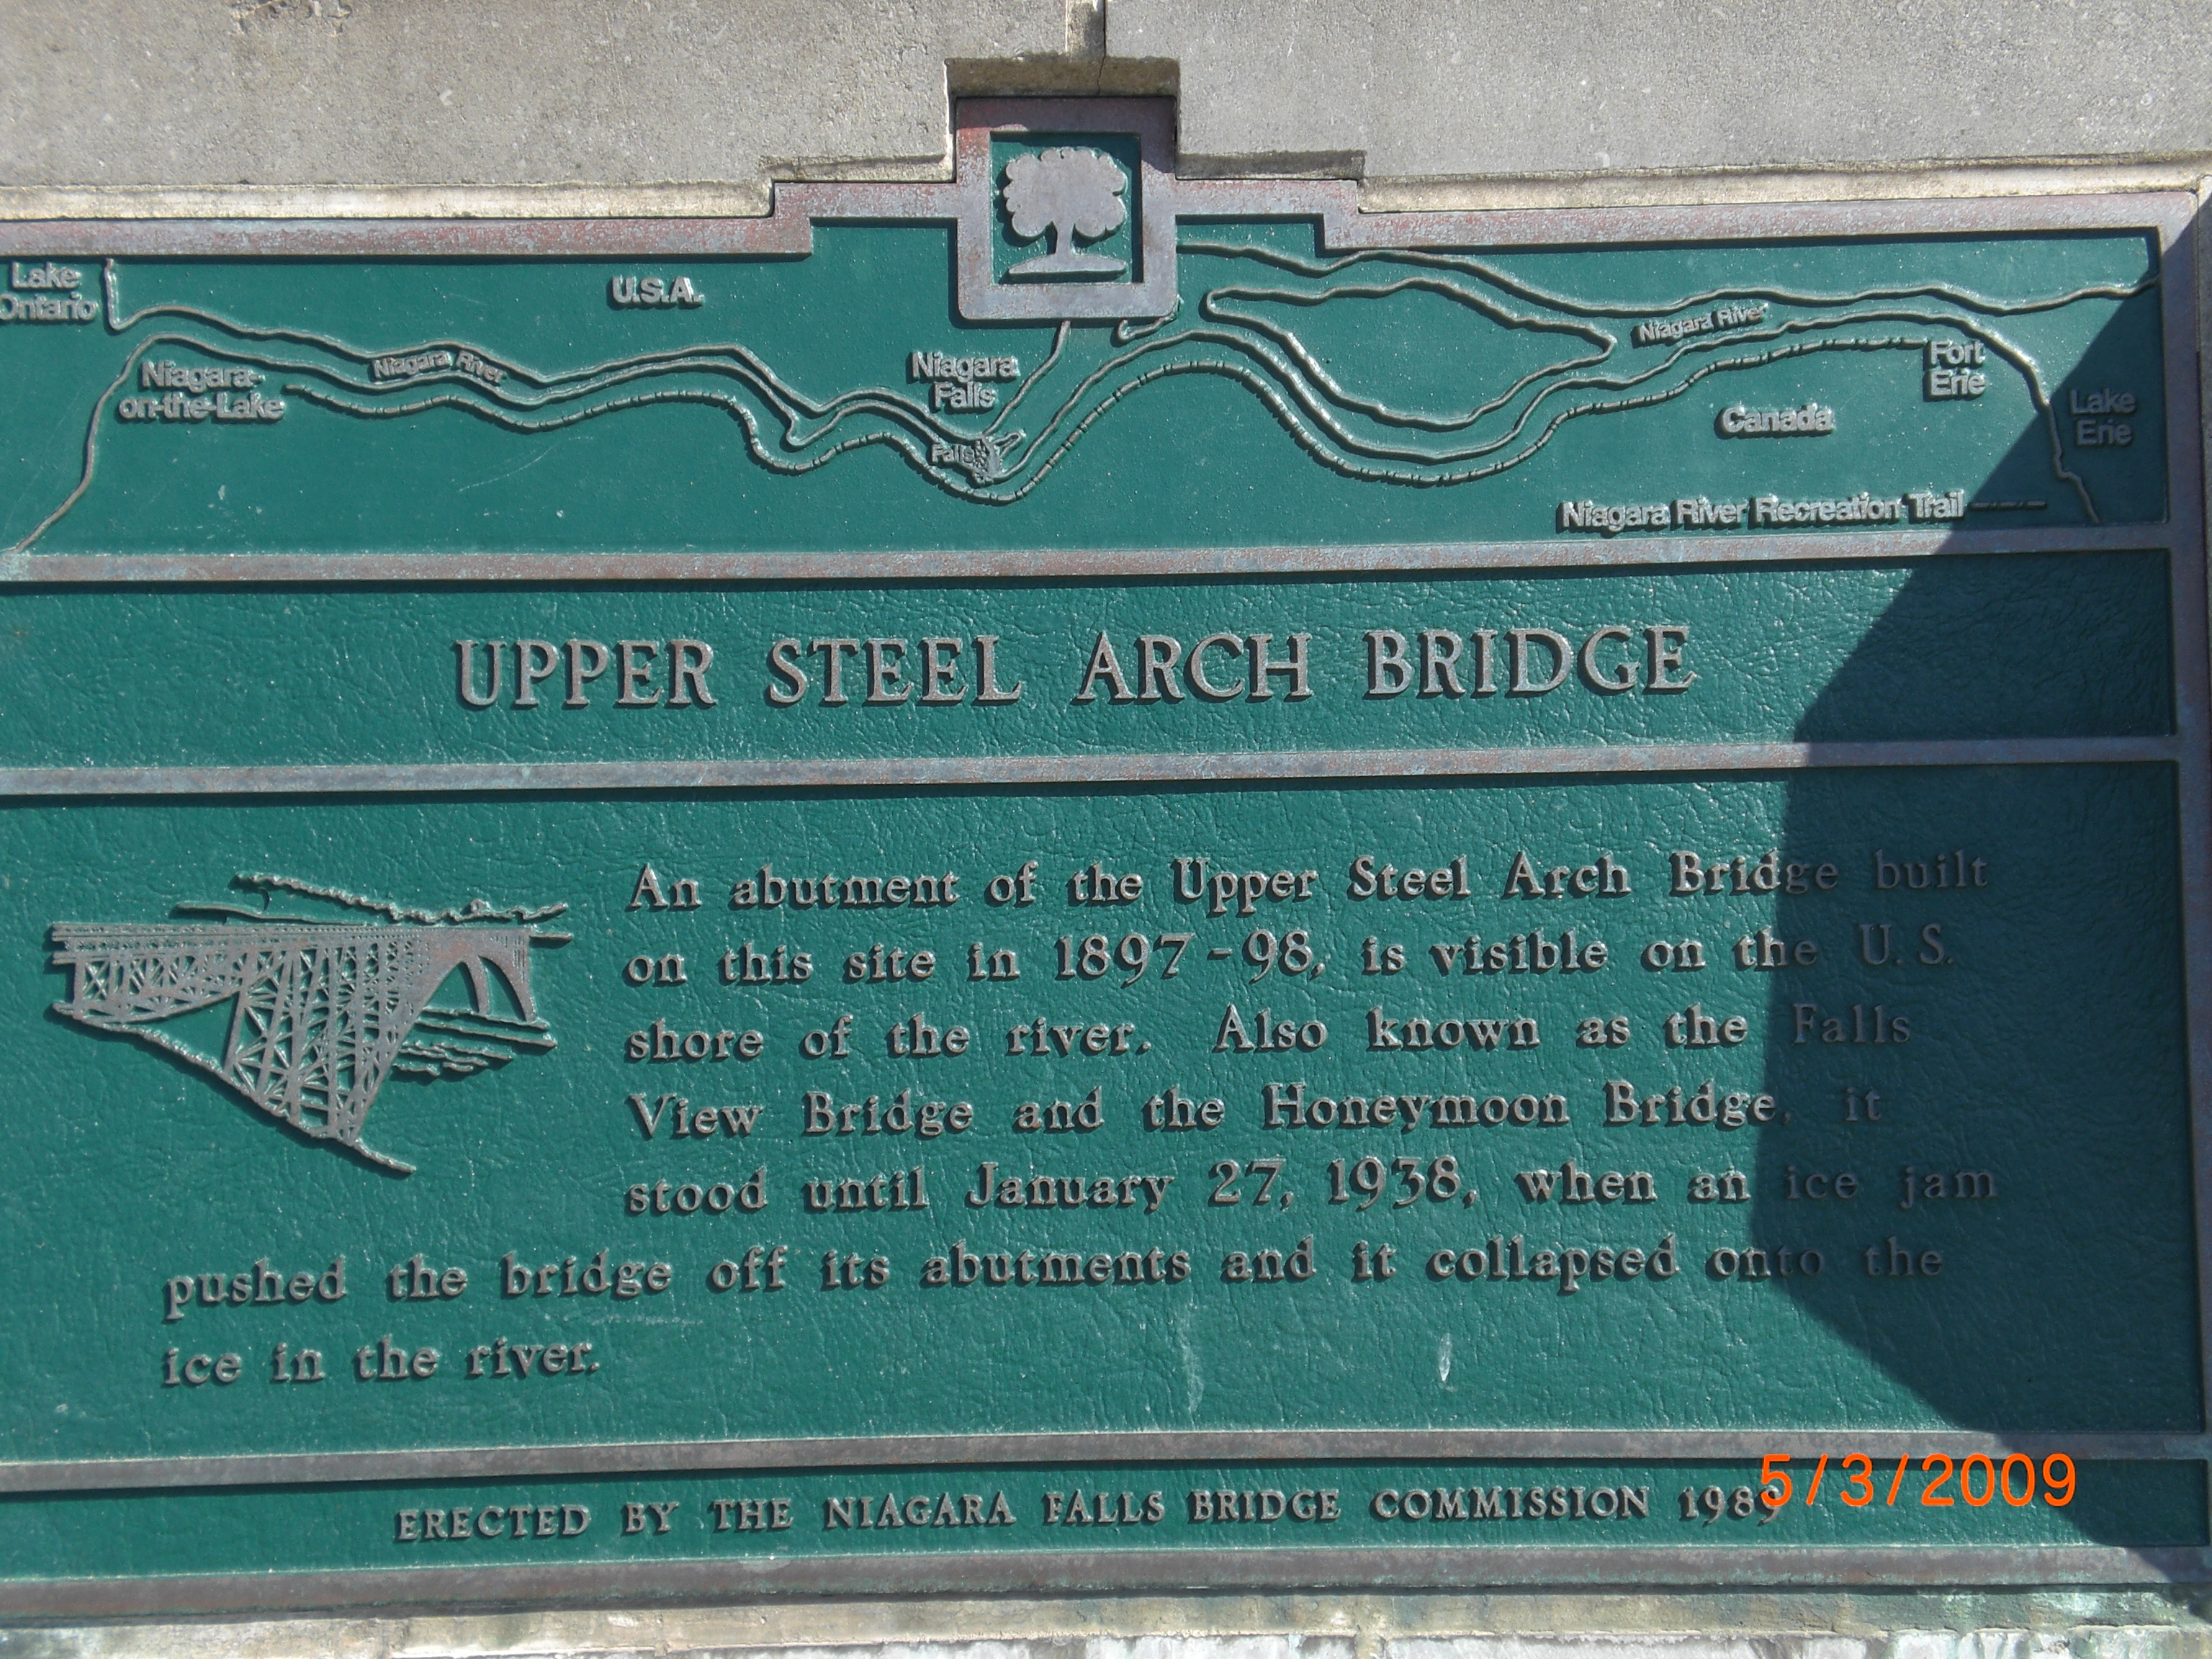 Lake
Ontario
U.S.A.
Niagara River
Niagara-
on-the-Lake
Niagara
Falls
Falls
Niagara River
Fort
Erie
Canada
Lake
Erie
Niagara River Recreation Trail
UPPER STEEL ARCH BRIDGE
An abutment of the Upper Steel Arch Bridge built
on this site in 1897-98, is visible on the U.S.
shore of the river. Also known as the Falls
View Bridge and the Honeymoon Bridge, it
stood until January 27, 1938, when an ice jam
pushed the bridge off its abutments and it collapsed onto the
ice in the river.
ERECTED BY THE NIAGARA FALLS BRIDGE COMMISSION 1989
5/3/2009